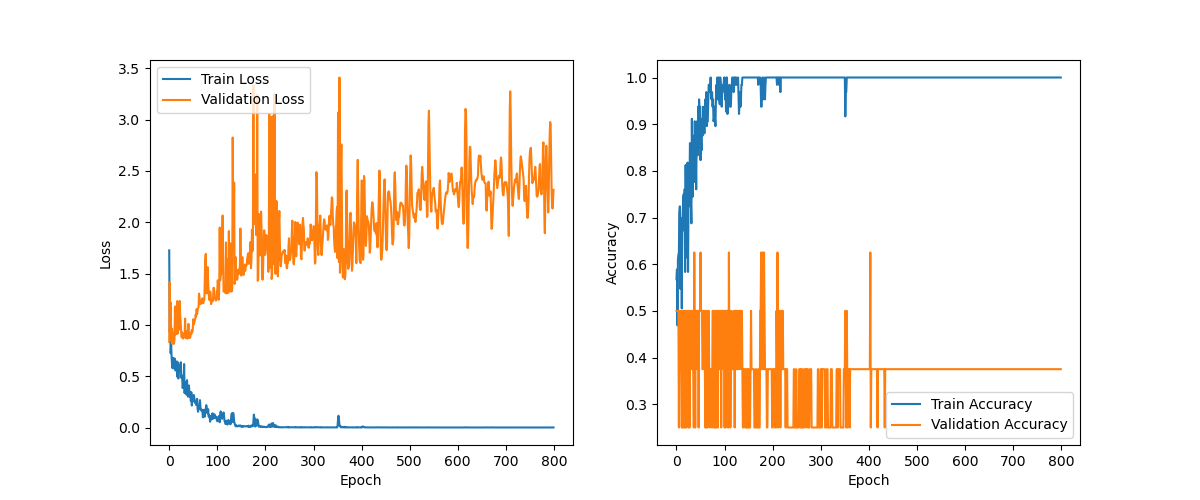 3.5
3.0
2.5
2.0
1.5
1.0
0.5
0.0
Loss
Train Loss
Validation Loss
0 100 200 300 400 500 600 700 800
Epoch
1.0
0.9
0.8
0.7
0.6
0.5
0.4
0.3
Accuracy
Train Accuracy
Validation Accuracy
0 100 200 300 400 500 600 700 800
Epoch